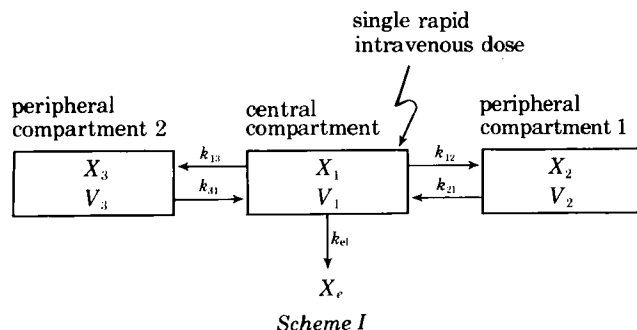 single rapid
intravenous dose
peripheral
compartment 2
central
compartment
peripheral
compartment 1
X₃
V₃
k₁₃
k₃₁
X₁
V₁
k₁₂
k₂₁
X₂
V₂
kₑₗ
Xₑ
Scheme I